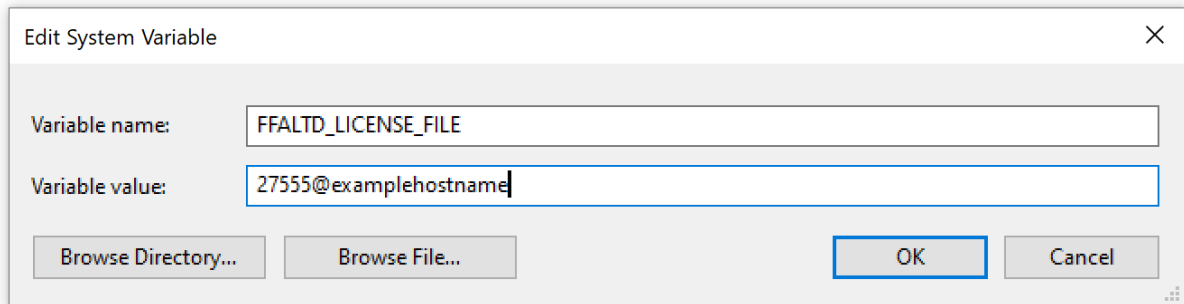 Edit System Variable
Variable name: FFALTD_LICENSE_FILE
Variable value: 27555@examplehostname
Browse Directory... Browse File... OK Cancel